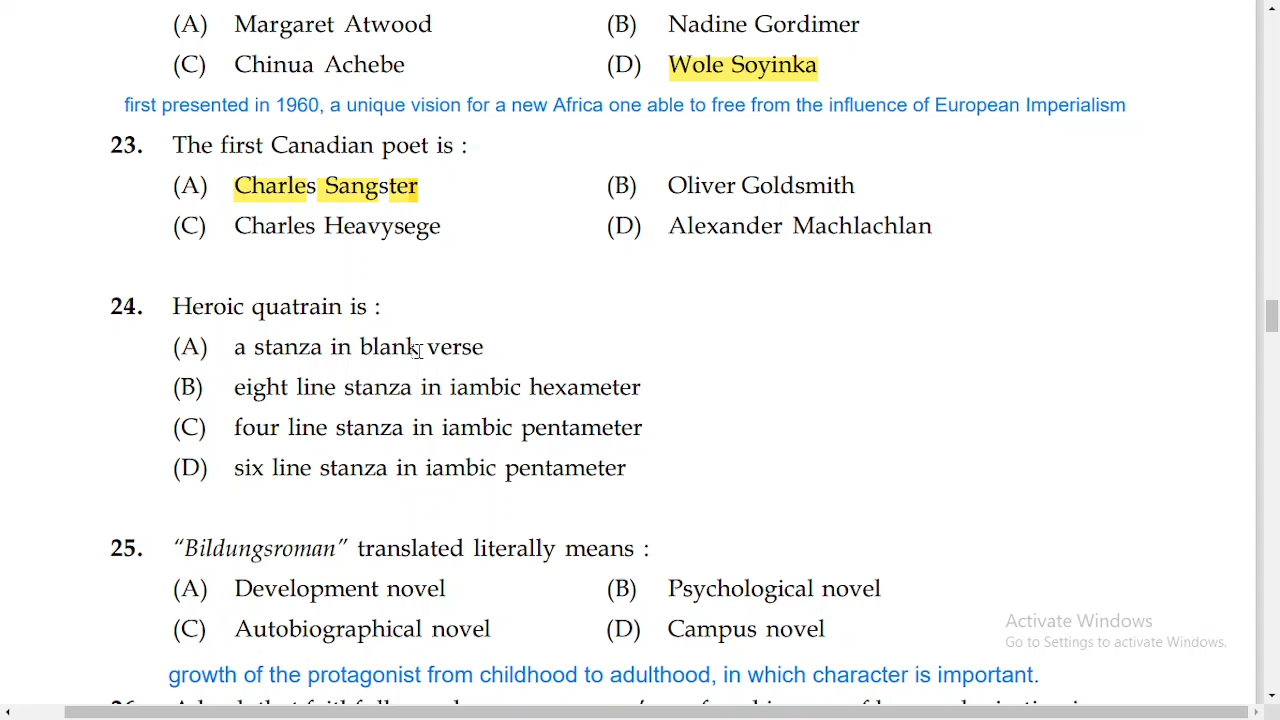 (A) Margaret Atwood (B) Nadine Gordimer
(C) Chinua Achebe (D) Wole Soyinka
first presented in 1960, a unique vision for a new Africa one able to free from the influence of European Imperialism
23. The first Canadian poet is :
(A) Charles Sangster (B) Oliver Goldsmith
(C) Charles Heavysege (D) Alexander Machlachlan
24. Heroic quatrain is :
(A) a stanza in blank verse
(B) eight line stanza in iambic hexameter
(C) four line stanza in iambic pentameter
(D) six line stanza in iambic pentameter
25. “Bildungsroman” translated literally means :
(A) Development novel (B) Psychological novel
(C) Autobiographical novel (D) Campus novel
Activate Windows
Go to Settings to activate Windows.
growth of the protagonist from childhood to adulthood, in which character is important.